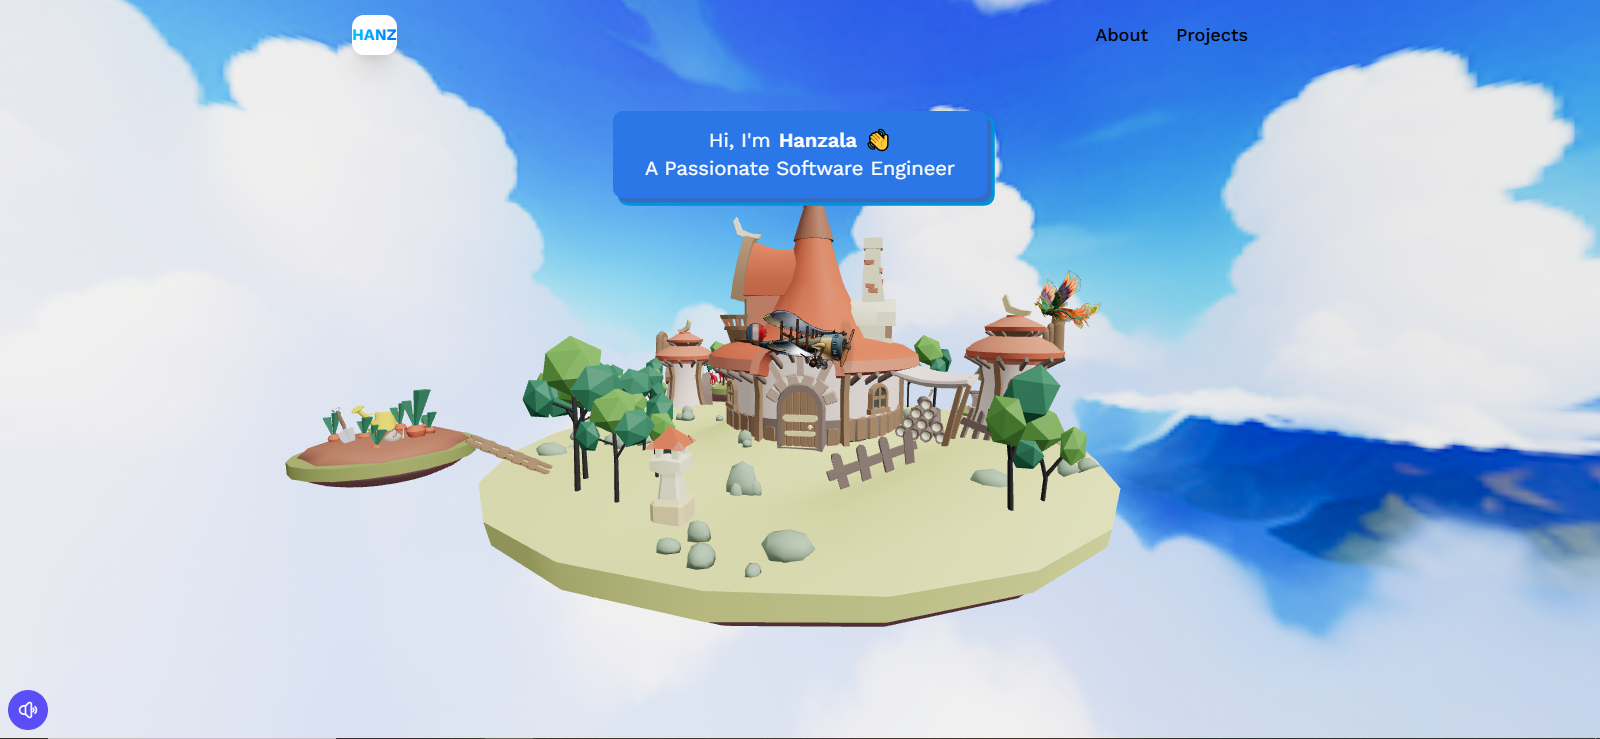 HANZ
About
Projects
Hi, I'm Hanzala 👋
A Passionate Software Engineer